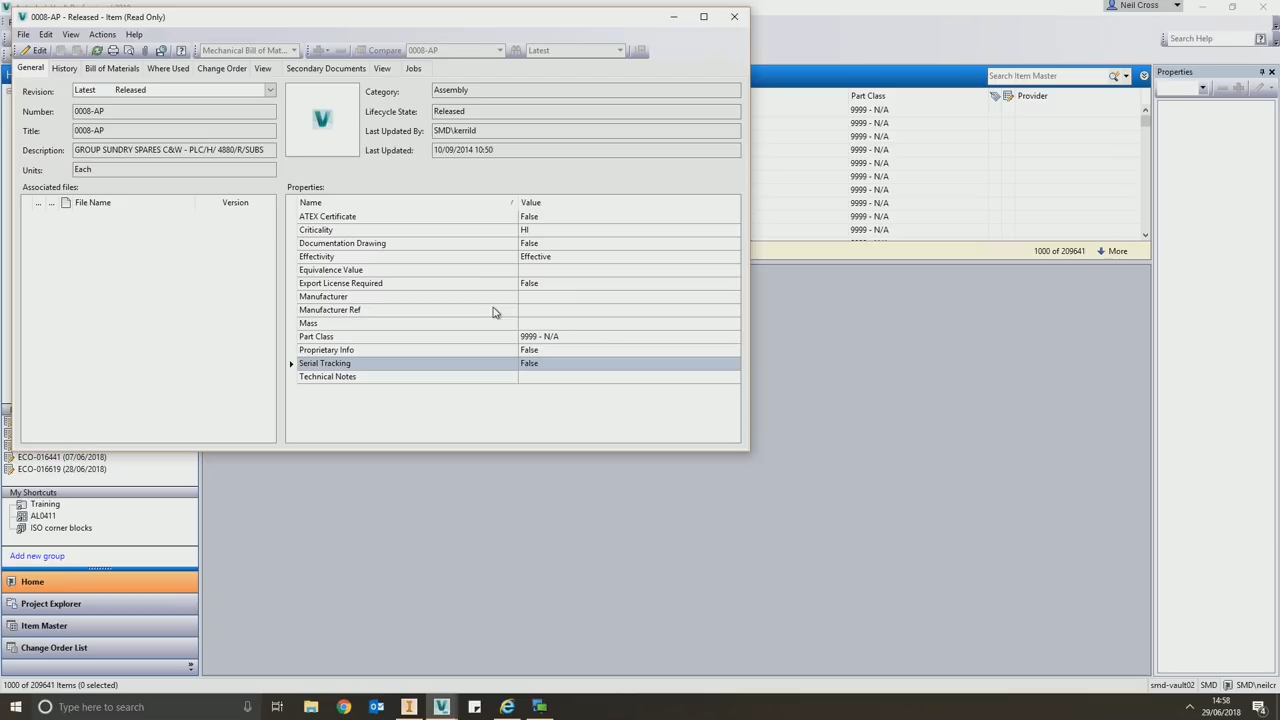 0008-AP - Released - Item (Read Only)
Neil Cross
File Edit View Actions Help
Search Help
Edit
Mechanical Bill of Mat...
Compare
0008-AP
Latest
General History Bill of Materials Where Used Change Order View Secondary Documents View Jobs
Search Item Master
Properties
Revision: Latest Released
Category: Assembly
Number: 0008-AP
Lifecycle State: Released
Title: 0008-AP
Last Updated By: SMD\kerrild
Description: GROUP SUNDRY SPARES C&W - PLC/H/ 4880/R/SUBS
Last Updated: 10/09/2014 10:50
Units: Each
Part Class Provider
9999 - N/A
9999 - N/A
9999 - N/A
9999 - N/A
9999 - N/A
9999 - N/A
9999 - N/A
9999 - N/A
9999 - N/A
9999 - N/A
1000 of 209641 More
Associated files:
... ... File Name Version
Properties:
Name / Value
ATEX Certificate False
Criticality HI
Documentation Drawing False
Effectivity Effective
Equivalence Value
Export License Required False
Manufacturer
Manufacturer Ref
Mass
Part Class 9999 - N/A
Proprietary Info False
Serial Tracking False
Technical Notes
ECO-016441 (07/06/2018)
ECO-016619 (28/06/2018)
My Shortcuts
Training
AL0411
ISO corner blocks
Add new group
Home
Project Explorer
Item Master
Change Order List
»
1000 of 209641 Items (0 selected)
smd-vault02 SMD SMD\neilcr
Type here to search
14:58
29/06/2018
4